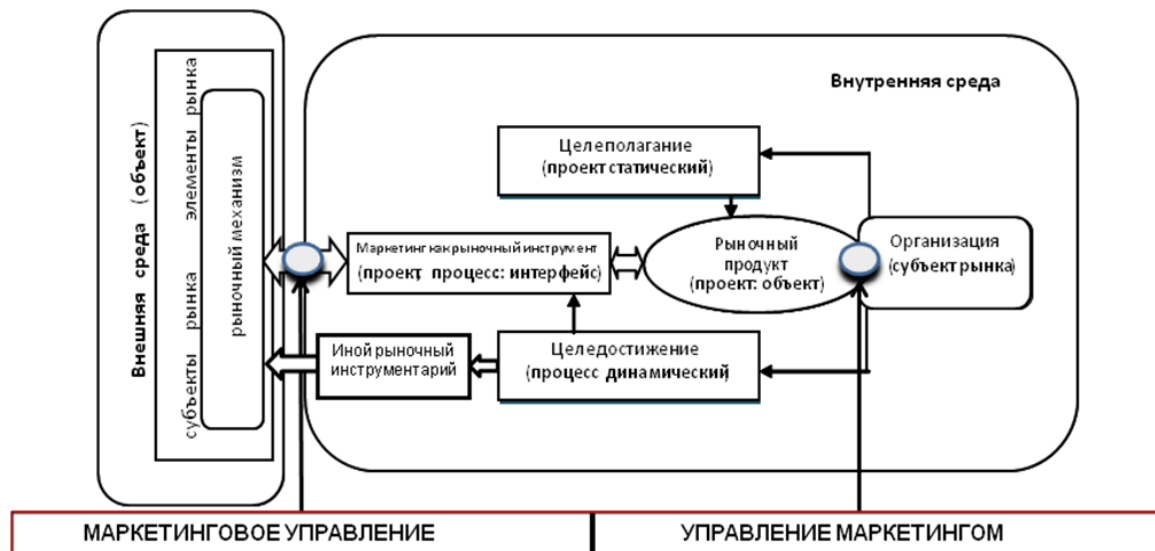 Внешняя среда (объект)
субъекты рынка элементы рынка
рыночный механизм
Внутренняя среда
Целеполагание
(проект статический)
Маркетинг как рыночный инструмент
(проект, процесс: интерфейс)
Рыночный
продукт
(проект: объект)
Организация
(субъект рынка)
Иной рыночный
инструментарий
Целедостижение
(процесс динамический)
МАРКЕТИНГОВОЕ УПРАВЛЕНИЕ
УПРАВЛЕНИЕ МАРКЕТИНГОМ